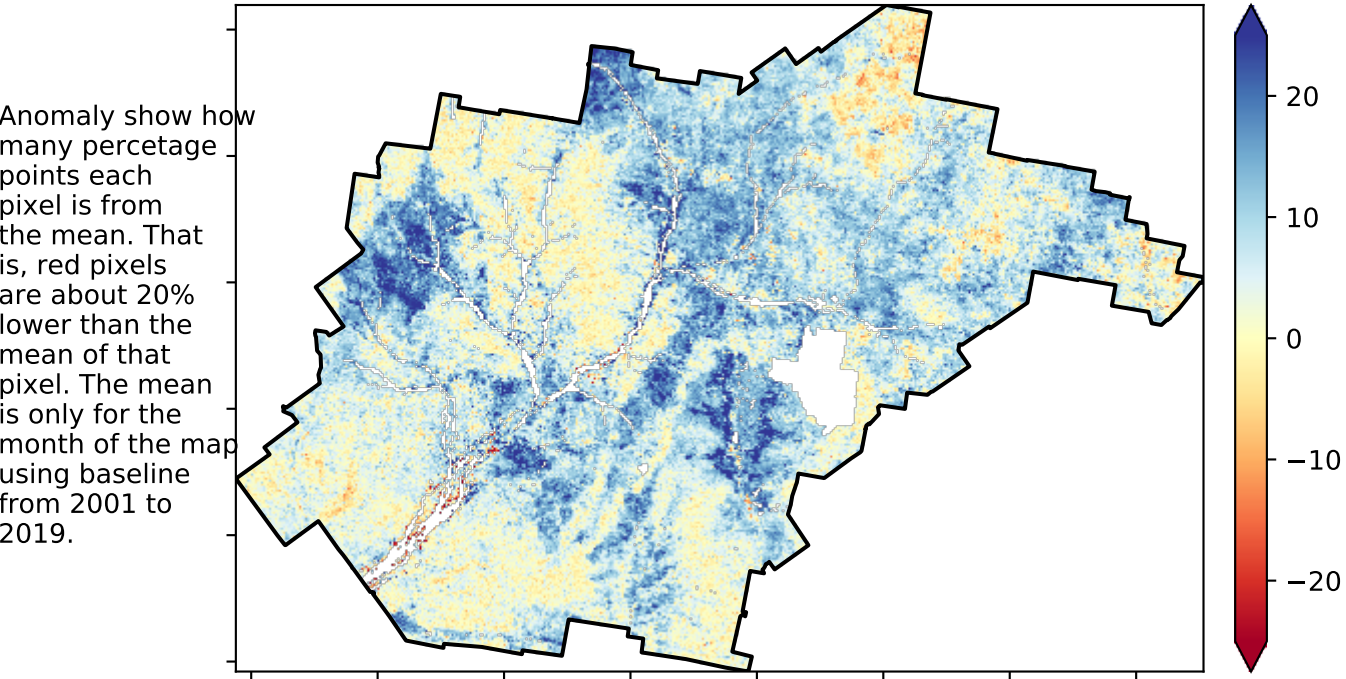 Anomaly show how
many percetage
points each
pixel is from
the mean. That
is, red pixels
are about 20%
lower than the
mean of that
pixel. The mean
is only for the
month of the map
using baseline
from 2001 to
2019.
20
10
0
−10
−20